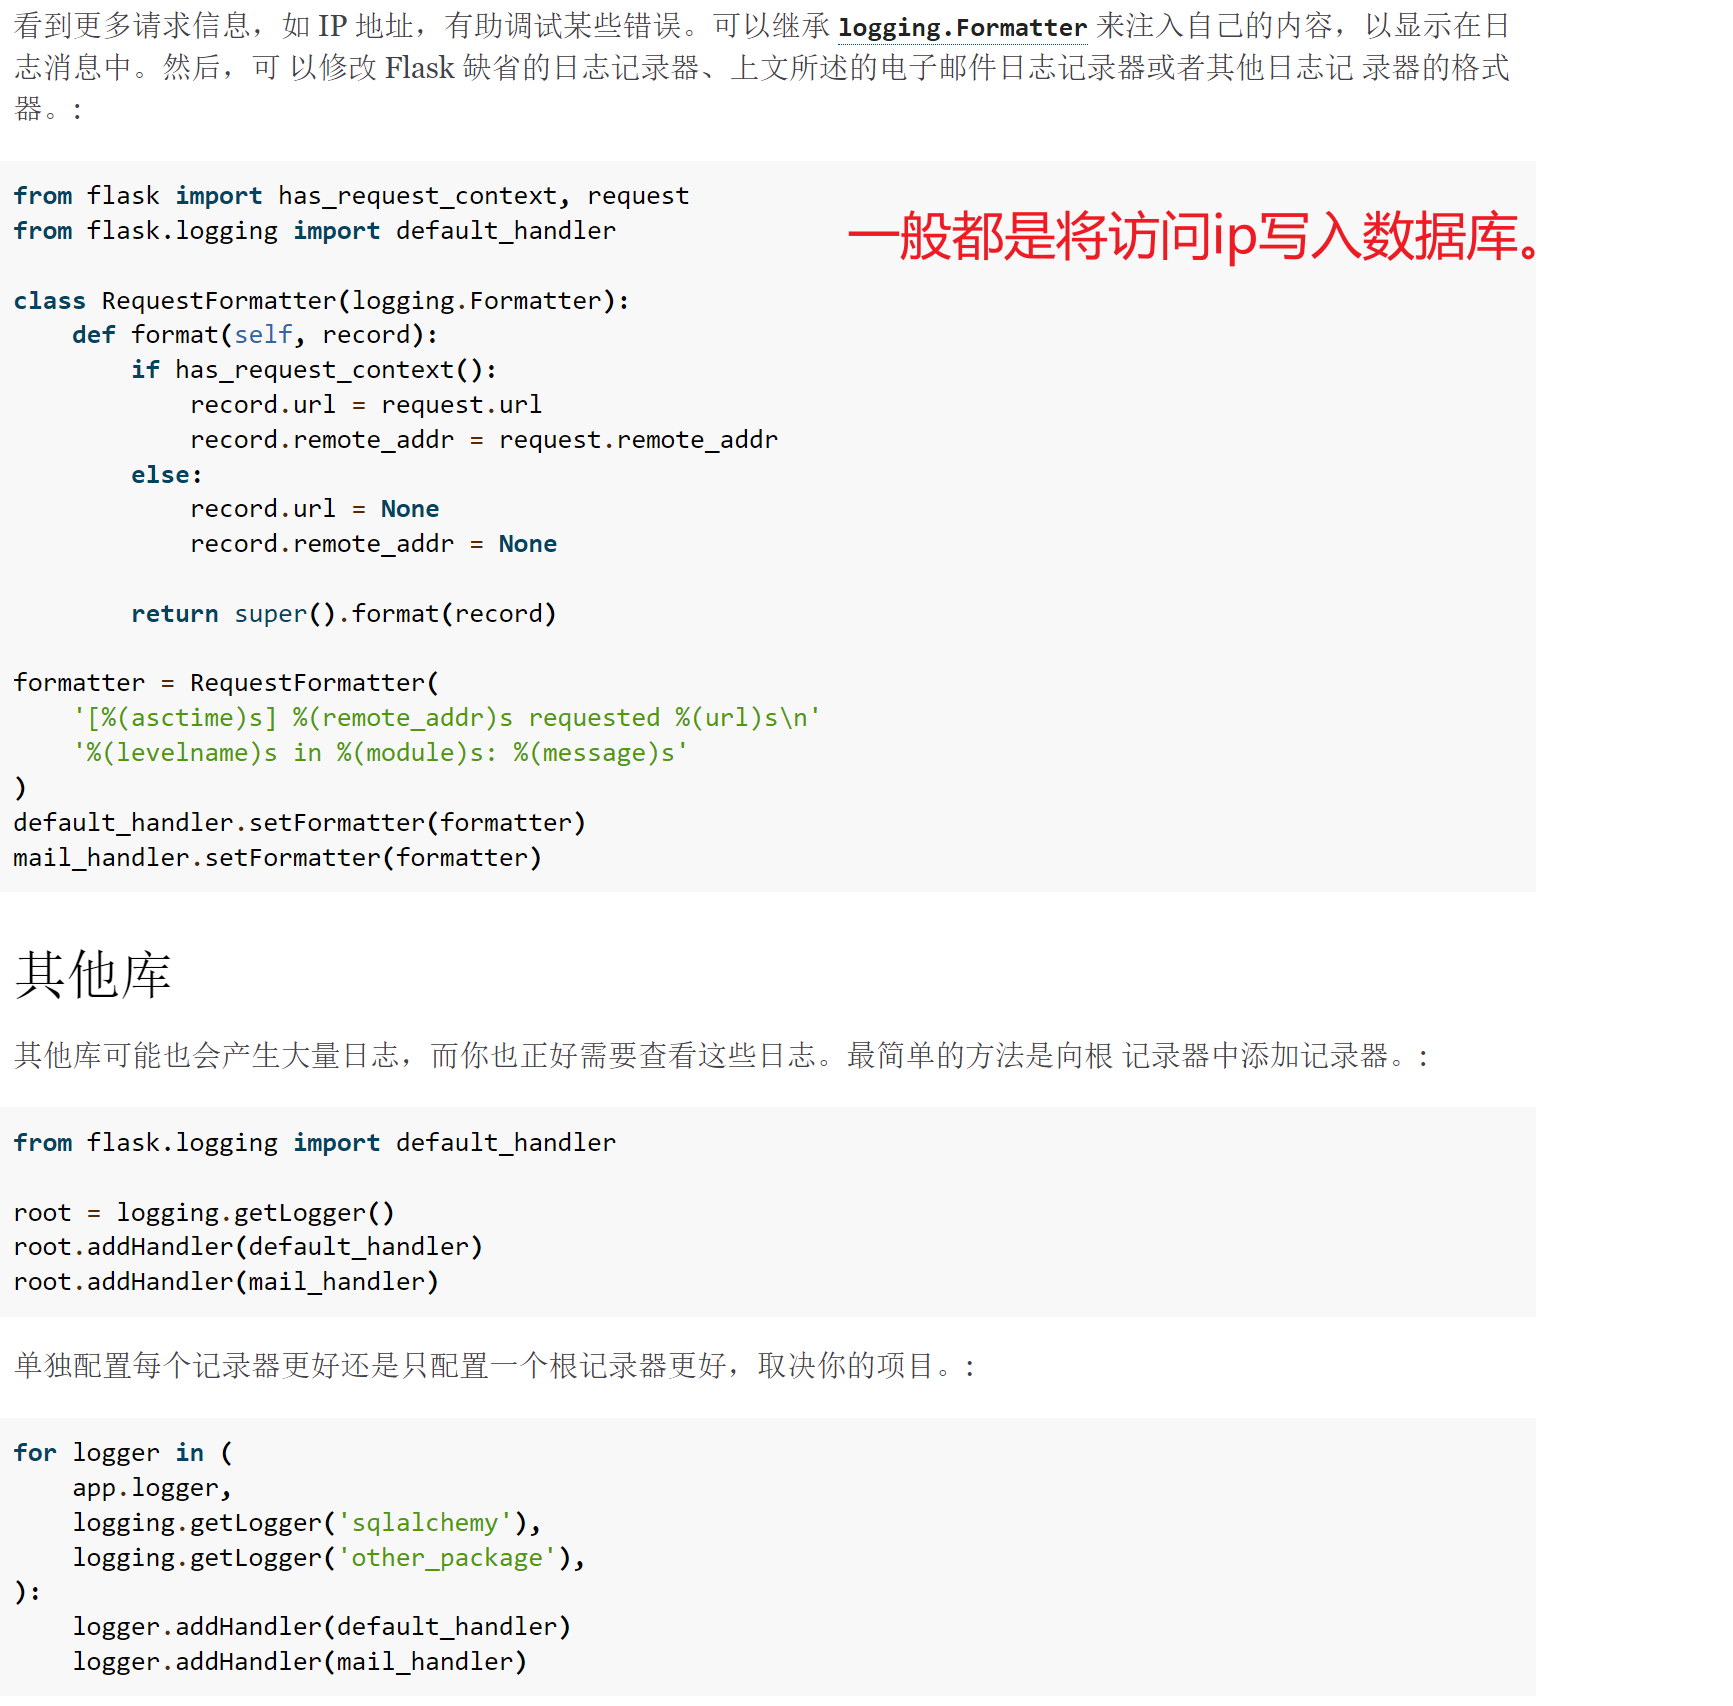 看到更多请求信息，如 IP 地址，有助调试某些错误。可以继承 logging.Formatter 来注入自己的内容，以显示在日
志消息中。然后，可 以修改 Flask 缺省的日志记录器、上文所述的电子邮件日志记录器或者其他日志记 录器的格式
器。:
from flask import has_request_context, request
from flask.logging import default_handler
一般都是将访问ip写入数据库。
class RequestFormatter(logging.Formatter):
    def format(self, record):
        if has_request_context():
            record.url = request.url
            record.remote_addr = request.remote_addr
        else:
            record.url = None
            record.remote_addr = None
        return super().format(record)
formatter = RequestFormatter(
    '[%(asctime)s] %(remote_addr)s requested %(url)s\n'
    '%(levelname)s in %(module)s: %(message)s'
)
default_handler.setFormatter(formatter)
mail_handler.setFormatter(formatter)
其他库
其他库可能也会产生大量日志，而你也正好需要查看这些日志。最简单的方法是向根 记录器中添加记录器。:
from flask.logging import default_handler
root = logging.getLogger()
root.addHandler(default_handler)
root.addHandler(mail_handler)
单独配置每个记录器更好还是只配置一个根记录器更好，取决你的项目。:
for logger in (
    app.logger,
    logging.getLogger('sqlalchemy'),
    logging.getLogger('other_package'),
):
    logger.addHandler(default_handler)
    logger.addHandler(mail_handler)